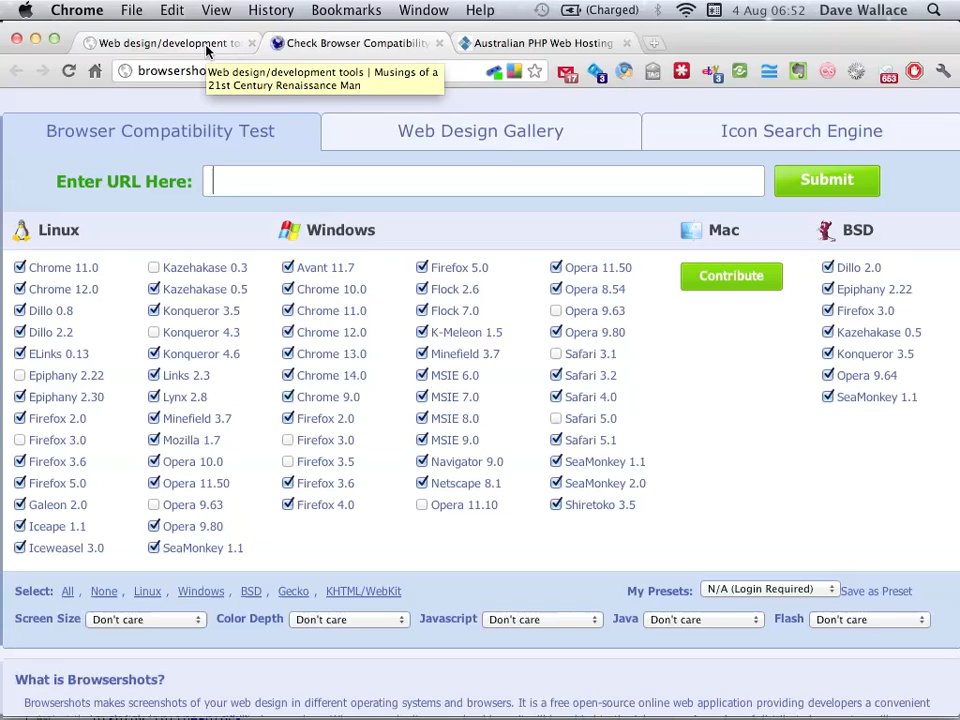 Chrome File Edit View History Bookmarks Window Help (Charged) 4 Aug 06:52 Dave Wallace
Web design/development to Check Browser Compatibility Australian PHP Web Hosting
browsersho
17 3 3 653
Web design/development tools | Musings of a
21st Century Renaissance Man
Browser Compatibility Test Web Design Gallery Icon Search Engine
Enter URL Here: Submit
Linux Windows Mac BSD
Chrome 11.0 Kazehakase 0.3 Avant 11.7 Firefox 5.0 Opera 11.50 Contribute Dillo 2.0
Chrome 12.0 Kazehakase 0.5 Chrome 10.0 Flock 2.6 Opera 8.54 Epiphany 2.22
Dillo 0.8 Konqueror 3.5 Chrome 11.0 Flock 7.0 Opera 9.63 Firefox 3.0
Dillo 2.2 Konqueror 4.3 Chrome 12.0 K-Meleon 1.5 Opera 9.80 Kazehakase 0.5
ELinks 0.13 Konqueror 4.6 Chrome 13.0 Minefield 3.7 Safari 3.1 Konqueror 3.5
Epiphany 2.22 Links 2.3 Chrome 14.0 MSIE 6.0 Safari 3.2 Opera 9.64
Epiphany 2.30 Lynx 2.8 Chrome 9.0 MSIE 7.0 Safari 4.0 SeaMonkey 1.1
Firefox 2.0 Minefield 3.7 Firefox 2.0 MSIE 8.0 Safari 5.0
Firefox 3.0 Mozilla 1.7 Firefox 3.0 MSIE 9.0 Safari 5.1
Firefox 3.6 Opera 10.0 Firefox 3.5 Navigator 9.0 SeaMonkey 1.1
Firefox 5.0 Opera 11.50 Firefox 3.6 Netscape 8.1 SeaMonkey 2.0
Galeon 2.0 Opera 9.63 Firefox 4.0 Opera 11.10 Shiretoko 3.5
Iceape 1.1 Opera 9.80
Iceweasel 3.0 SeaMonkey 1.1
Select: All , None , Linux , Windows , BSD , Gecko , KHTML/WebKit My Presets: N/A (Login Required) Save as Preset
Screen Size Don't care Color Depth Don't care Javascript Don't care Java Don't care Flash Don't care
What is Browsershots?
Browsershots makes screenshots of your web design in different operating systems and browsers. It is a free open-source online web application providing developers a convenient